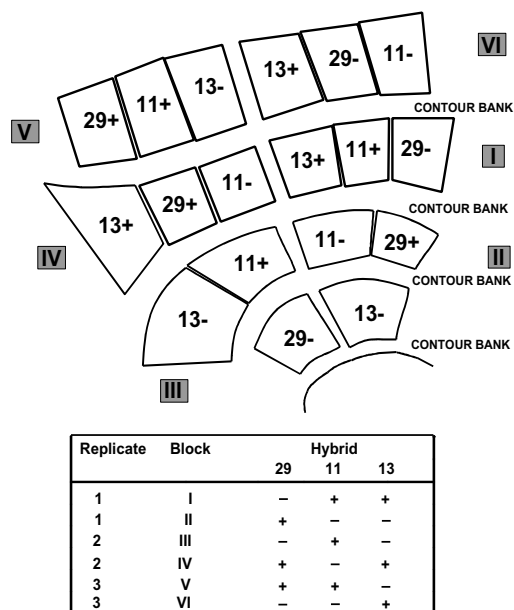 VI
13+ 29- 11-
13-
11+
29+
CONTOUR BANK
V
13+ 11+ 29-
I
11-
29+
13+
CONTOUR BANK
IV
11- 29+
II
11+
CONTOUR BANK
13-
13-
29-
CONTOUR BANK
III
Replicate Block Hybrid
29 11 13
1 I – + +
1 II + – –
2 III – + –
2 IV + – +
3 V + + –
3 VI – – +